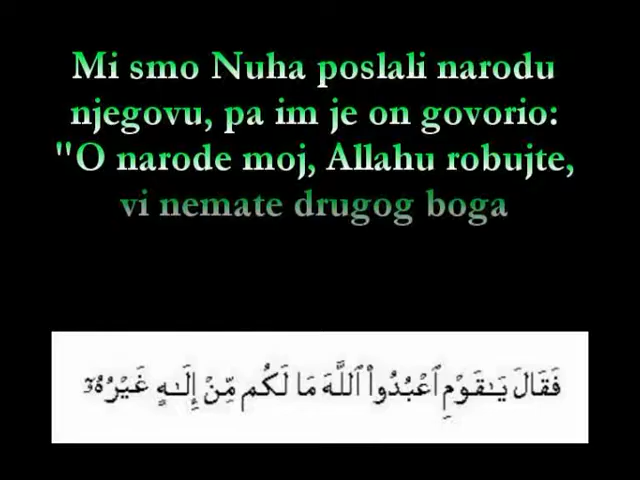 Mi smo Nuha poslali narodu
njegovu, pa im je on govorio:
"O narode moj, Allahu robujte,
vi nemate drugog boga
فَقَالَ يَـٰقَوْمِ ٱعْبُدُوا۟ ٱللَّهَ مَا لَكُم مِّنْ إِلَـٰهٍ غَيْرُهُۥٓ